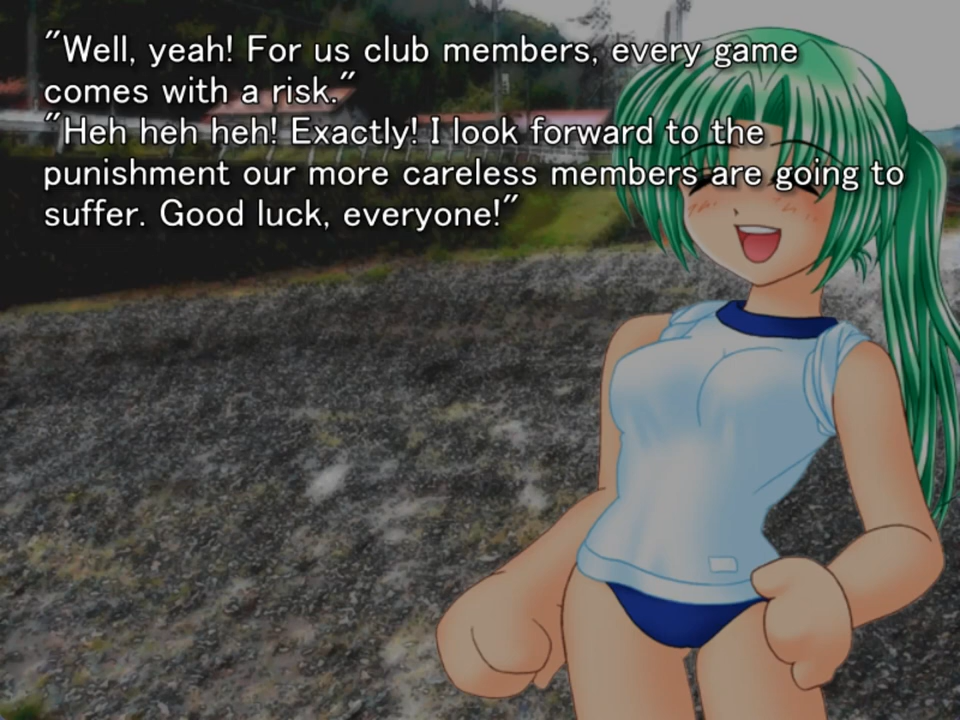 "Well, yeah! For us club members, every game
comes with a risk."
"Heh heh heh! Exactly! I look forward to the
punishment our more careless members are going to
suffer. Good luck, everyone!"